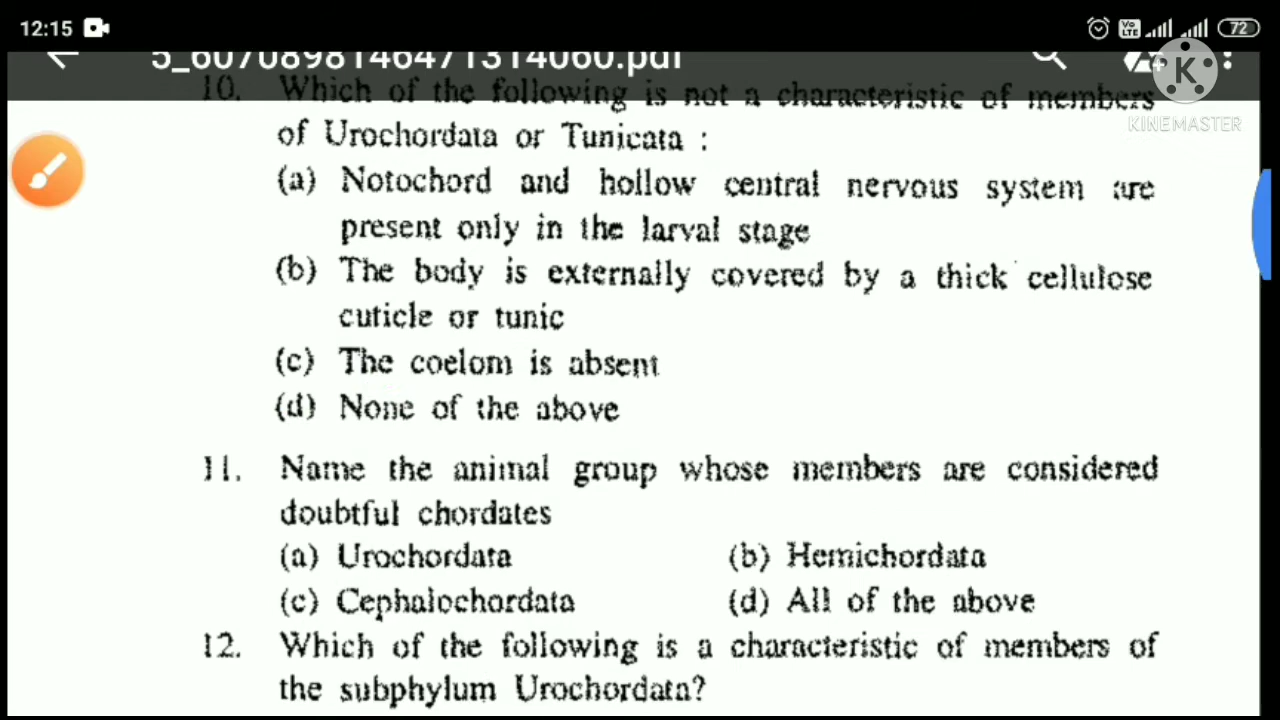 12:15
Vo LTE 72
5_6070898146471314060.pdf
K
KINEMASTER
10. Which of the following is not a characteristic of members
of Urochordata or Tunicata :
(a) Notochord and hollow central nervous system are
present only in the larval stage
(b) The body is externally covered by a thick cellulose
cuticle or tunic
(c) The coelom is absent
(d) None of the above
11. Name the animal group whose members are considered
doubtful chordates
(a) Urochordata (b) Hemichordata
(c) Cephalochordata (d) All of the above
12. Which of the following is a characteristic of members of
the subphylum Urochordata?